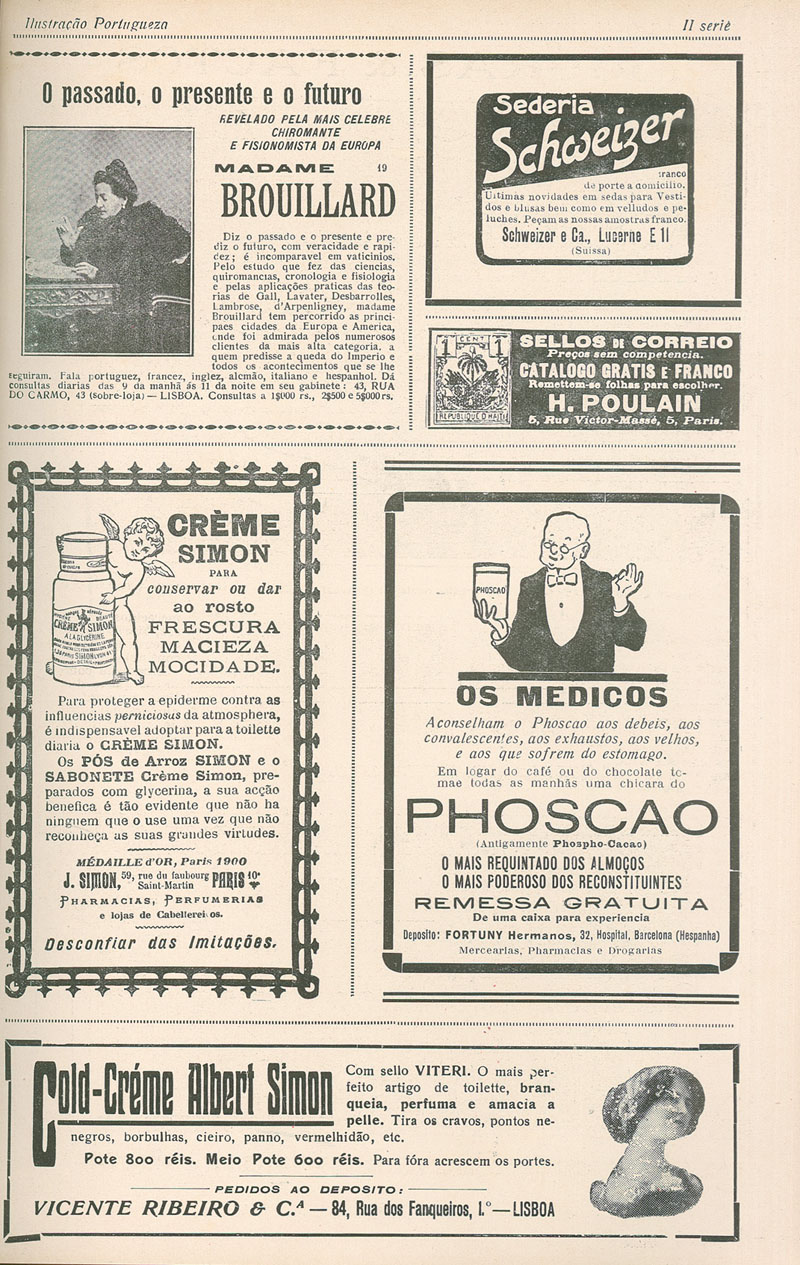 Ilustração Portugueza
II serié
O passado, o presente e o futuro
REVELADO PELA MAIS CELEBRE
CHIROMANTE
E FISIONOMISTA DA EUROPA
MADAME 19
BROUILLARD
Diz o passado e o presente e pre-
diz o futuro, com veracidade e rapi-
dez; é incomparavel em vaticinios.
Pelo estudo que fez das ciencias,
quiromancias, cronologia e fisiologia
e pelas aplicações praticas das teo-
rias de Gall, Lavater, Desbarrolles,
Lambrose, d'Arpenligney, madame
Brouillard tem percorrido as princi-
paes cidades da Europa e America,
onde foi admirada pelos numerosos
clientes da mais alta categoria, a
quem predisse a queda do Imperio e
todos os acontecimentos que se lhe
seguiram. Fala portuguez, francez, inglez, alemão, italiano e hespanhol. Dá
consultas diarias das 9 da manhã ás 11 da noite em seu gabinete: 43, RUA
DO CARMO, 43 (sobre-loja) — LISBOA. Consultas a 1$000 rs., 2$500 e 5$000 rs.
Sederia
Schweizer
franco
de porte a domicilio.
Ultimas novidades em sedas para Vesti-
dos e blusas bem como em velludos e pe-
luches. Peçam as nossas amostras franco.
Schweizer e Ca., Lucerne E 11
(Suissa)
1 CENT 1
REPUBLIQUE D'HAITI
SELLOS DE CORREIO
Preços sem competencia.
CATALOGO GRATIS E FRANCO
Remettem-se folhas para escolher.
H. POULAIN
5, Rue Victor-Massé, 5, Paris.
CRÈME SIMON
A LA GLYCERINE
CRÈME
SIMON
PARA
conservar ou dar
ao rosto
FRESCURA
MACIEZA
MOCIDADE.
Para proteger a epiderme contra as
influencias perniciosas da atmosphera,
é indispensavel adoptar para a toilette
diaria o CRÈME SIMON.
Os PÓS de Arroz SIMON e o
SABONETE Crème Simon, pre-
parados com glycerina, a sua acção
benefica é tão evidente que não ha
ninguem que o use uma vez que não
reconheça as suas grandes virtudes.
MÉDAILLE d'OR, Paris 1900
J. SIMON, 59, rue du faubourg Saint-Martin PARIS 10e
PHARMACIAS, PERFUMERIAS
e lojas de Cabellereiros.
Desconfiar das Imitações.
PHOSCAO
OS MEDICOS
Aconselham o Phoscao aos debeis, aos
convalescentes, aos exhaustos, aos velhos,
e aos que sofrem do estomago.
Em logar do café ou do chocolate to-
mae todas as manhãs uma chicara do
PHOSCAO
(Antigamente Phospho-Cacao)
O MAIS REQUINTADO DOS ALMOÇOS
O MAIS PODEROSO DOS RECONSTITUINTES
REMESSA GRATUITA
De uma caixa para experiencia
Deposito: FORTUNY Hermanos, 32, Hospital, Barcelona (Hespanha)
Mercearias, Pharmacias e Drogarias
Cold-Créme Albert Simon
Com sello VITERI. O mais per-
feito artigo de toilette, bran-
queia, perfuma e amacia a
pelle. Tira os cravos, pontos ne-
negros, borbulhas, cieiro, panno, vermelhidão, etc.
Pote 800 réis. Meio Pote 600 réis. Para fóra acrescem os portes.
PEDIDOS AO DEPOSITO:
VICENTE RIBEIRO & C.ª — 84, Rua dos Fanqueiros, I.º — LISBOA